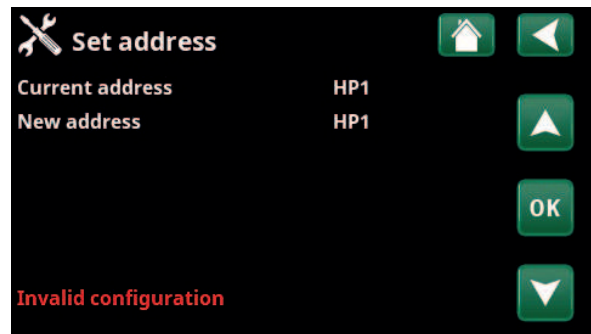 Set address
Current address HP1
New address HP1
OK
Invalid configuration